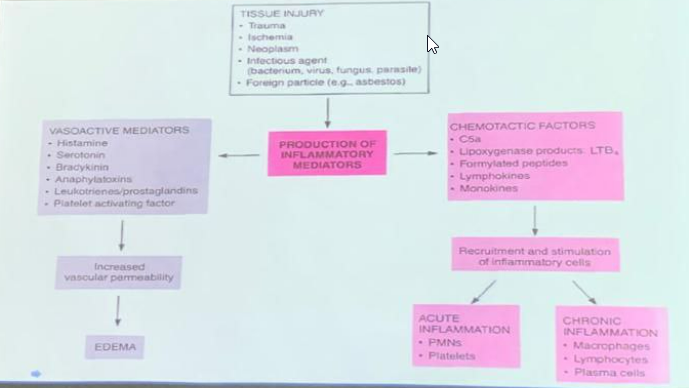 TISSUE INJURY
• Trauma
• Ischemia
• Neoplasm
• Infectious agent
(bacterium, virus, fungus, parasite)
• Foreign particle (e.g., asbestos)
VASOACTIVE MEDIATORS
• Histamine
• Serotonin
• Bracykinin
• Anaphylatoxins
• Leukotrienes/prostaglandins
• Platelet activating factor
PRODUCTION OF
INFLAMMATORY
MEDIATORS
CHEMOTACTIC FACTORS
• C5a
• Lipoxygenase products: LTB₄
• Formylated peptides
• Lymphokines
• Monokines
Increased
vascular permeability
EDEMA
Recruitment and stimulation
of inflammatory cells
ACUTE
INFLAMMATION
• PMNs
• Platelets
CHRONIC
INFLAMMATION
• Macrophages
• Lymphocytes
• Plasma cells